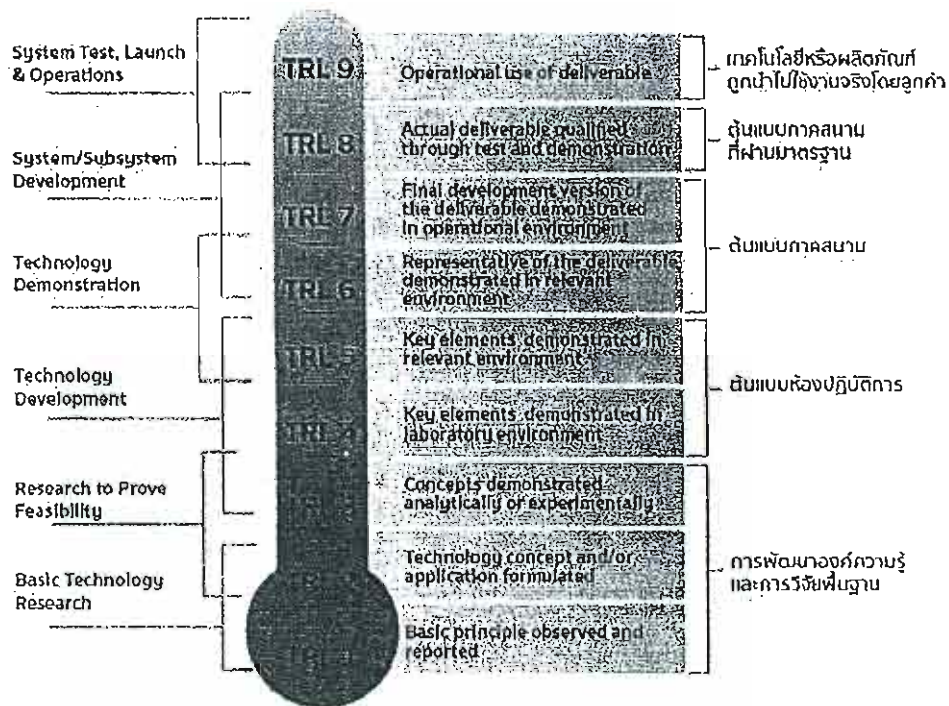 System Test, Launch
& Operations
System/Subsystem
Development
Technology
Demonstration
Technology
Development
Research to Prove
Feasibility
Basic Technology
Research
TRL 9
TRL 8
TRL 7
TRL 6
TRL 5
TRL 4
Operational use of deliverable
Actual deliverable qualified
through test and demonstration
Final development version of
the deliverable demonstrated
in operational environment
Representative of the deliverable
demonstrated in relevant
environment
Key elements demonstrated in
relevant environment
Key elements demonstrated in
laboratory environment
Concepts demonstrated
analytically or experimentally
Technology concept and/or
application formulated
Basic principle observed and
reported
เทคโนโลยีหรือผลิตภัณฑ์
ถูกนำไปใช้งานจริงโดยลูกค้า
ต้นแบบภาคสนาม
ที่ผ่านมาตรฐาน
ต้นแบบภาคสนาม
ต้นแบบห้องปฏิบัติการ
การพัฒนาองค์ความรู้
และการวิจัยพื้นฐาน